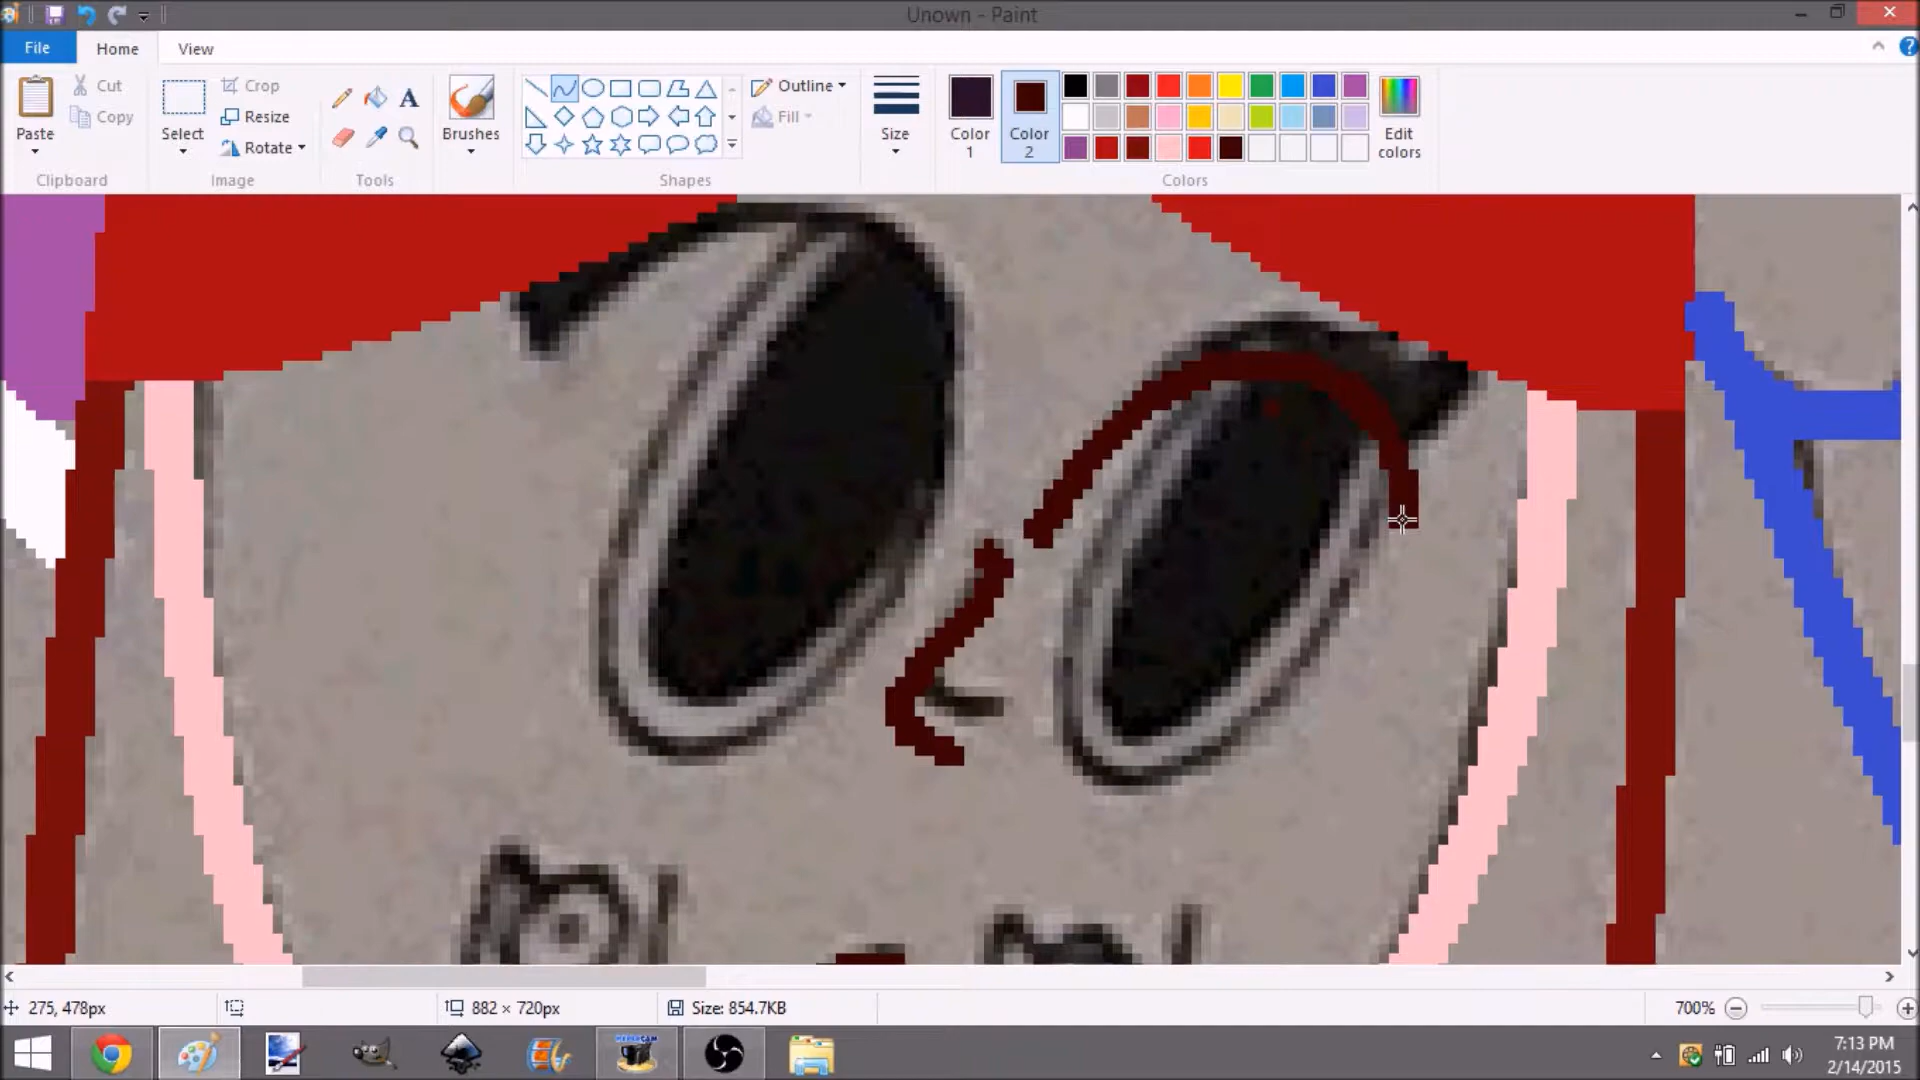 Unown - Paint
File Home View
Paste
Cut
Copy
Clipboard
Select
Crop
Resize
Rotate
Image
A
Tools
Brushes
Shapes
Outline
Fill
Size
Color 1
Color 2
Edit colors
Colors
275, 478px
882 × 720px
Size: 854.7KB
700%
7:13 PM
2/14/2015